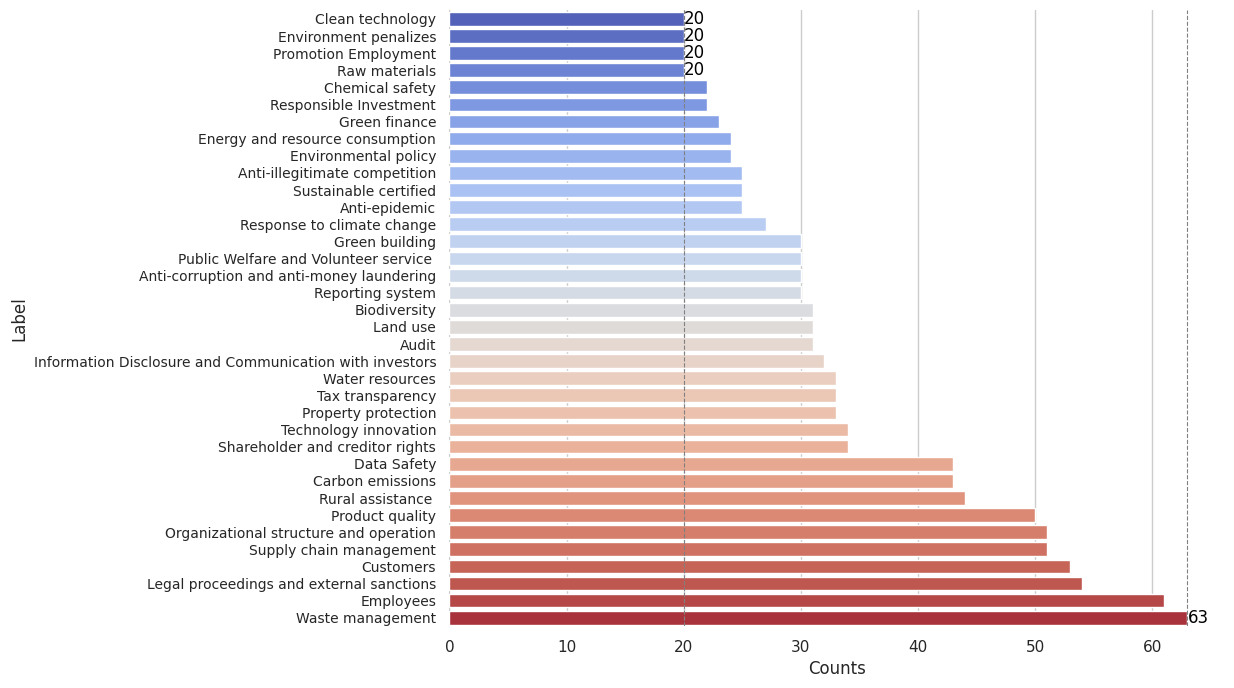 Clean technology 20
Environment penalizes 20
Promotion Employment 20
Raw materials 20
Chemical safety
Responsible Investment
Green finance
Energy and resource consumption
Environmental policy
Anti-illegitimate competition
Sustainable certified
Anti-epidemic
Response to climate change
Green building
Public Welfare and Volunteer service
Anti-corruption and anti-money laundering
Reporting system
Biodiversity
Land use
Audit
Information Disclosure and Communication with investors
Water resources
Tax transparency
Property protection
Technology innovation
Shareholder and creditor rights
Data Safety
Carbon emissions
Rural assistance
Product quality
Organizational structure and operation
Supply chain management
Customers
Legal proceedings and external sanctions
Employees
Waste management 63
Label
0 10 20 30 40 50 60
Counts